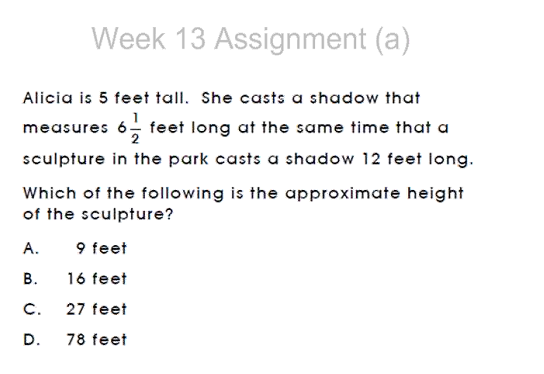 Week 13 Assignment (a)
Alicia is 5 feet tall. She casts a shadow that
measures 6 1/2 feet long at the same time that a
sculpture in the park casts a shadow 12 feet long.
Which of the following is the approximate height
of the sculpture?
A. 9 feet
B. 16 feet
C. 27 feet
D. 78 feet